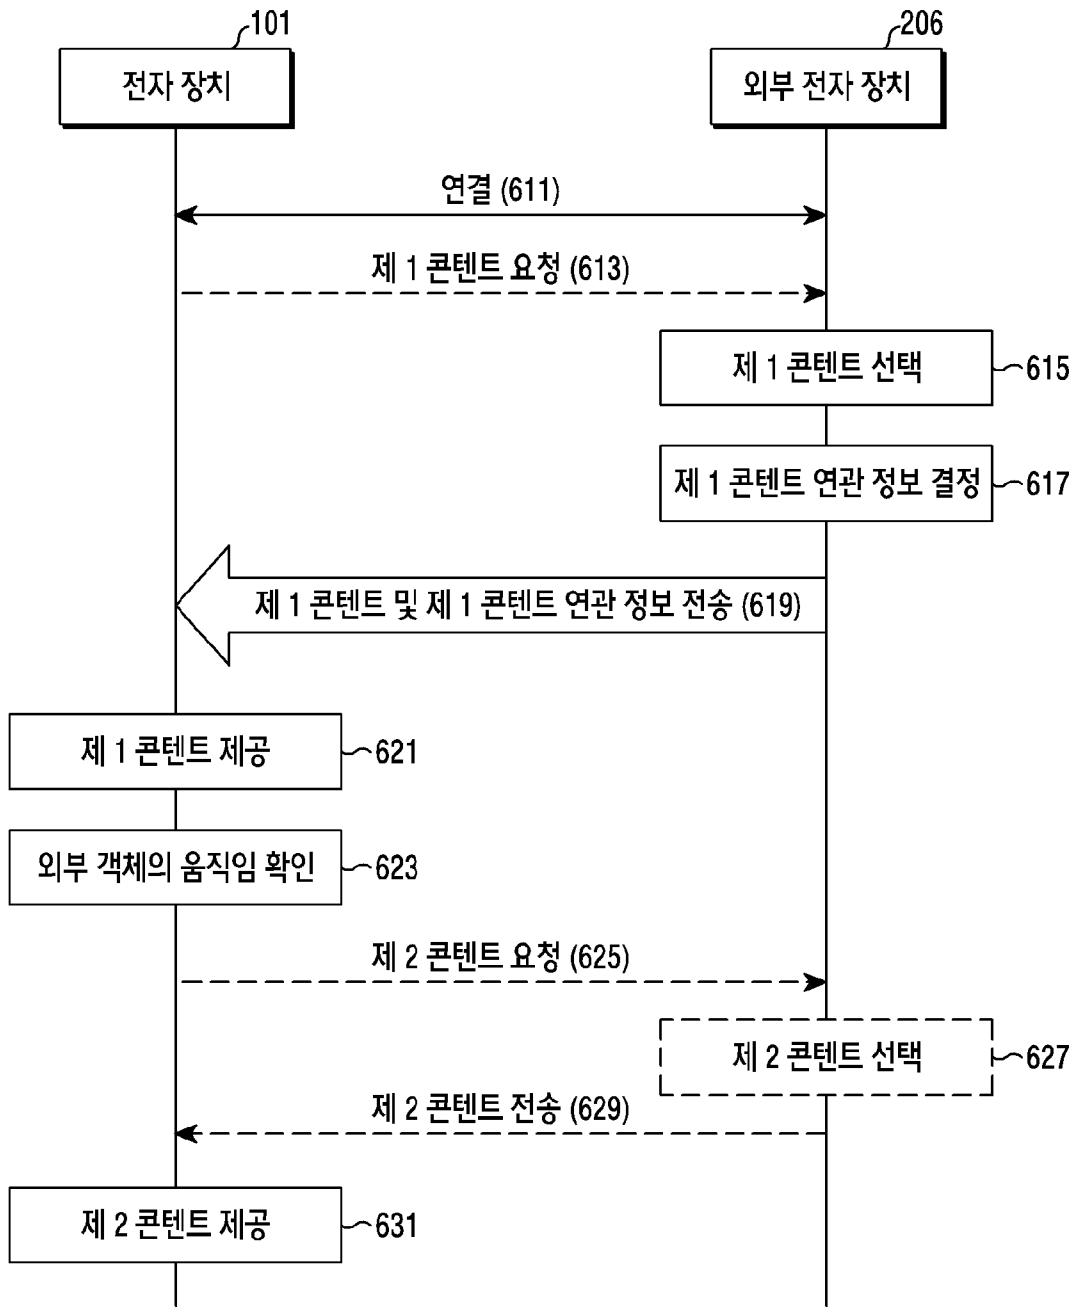 101
206
전자 장치
외부 전자 장치
연결 (611)
제 1 콘텐트 요청 (613)
제 1 콘텐트 선택
615
제 1 콘텐트 연관 정보 결정
617
제 1 콘텐트 및 제 1 콘텐트 연관 정보 전송 (619)
제 1 콘텐트 제공
621
외부 객체의 움직임 확인
623
제 2 콘텐트 요청 (625)
제 2 콘텐트 선택
627
제 2 콘텐트 전송 (629)
제 2 콘텐트 제공
631